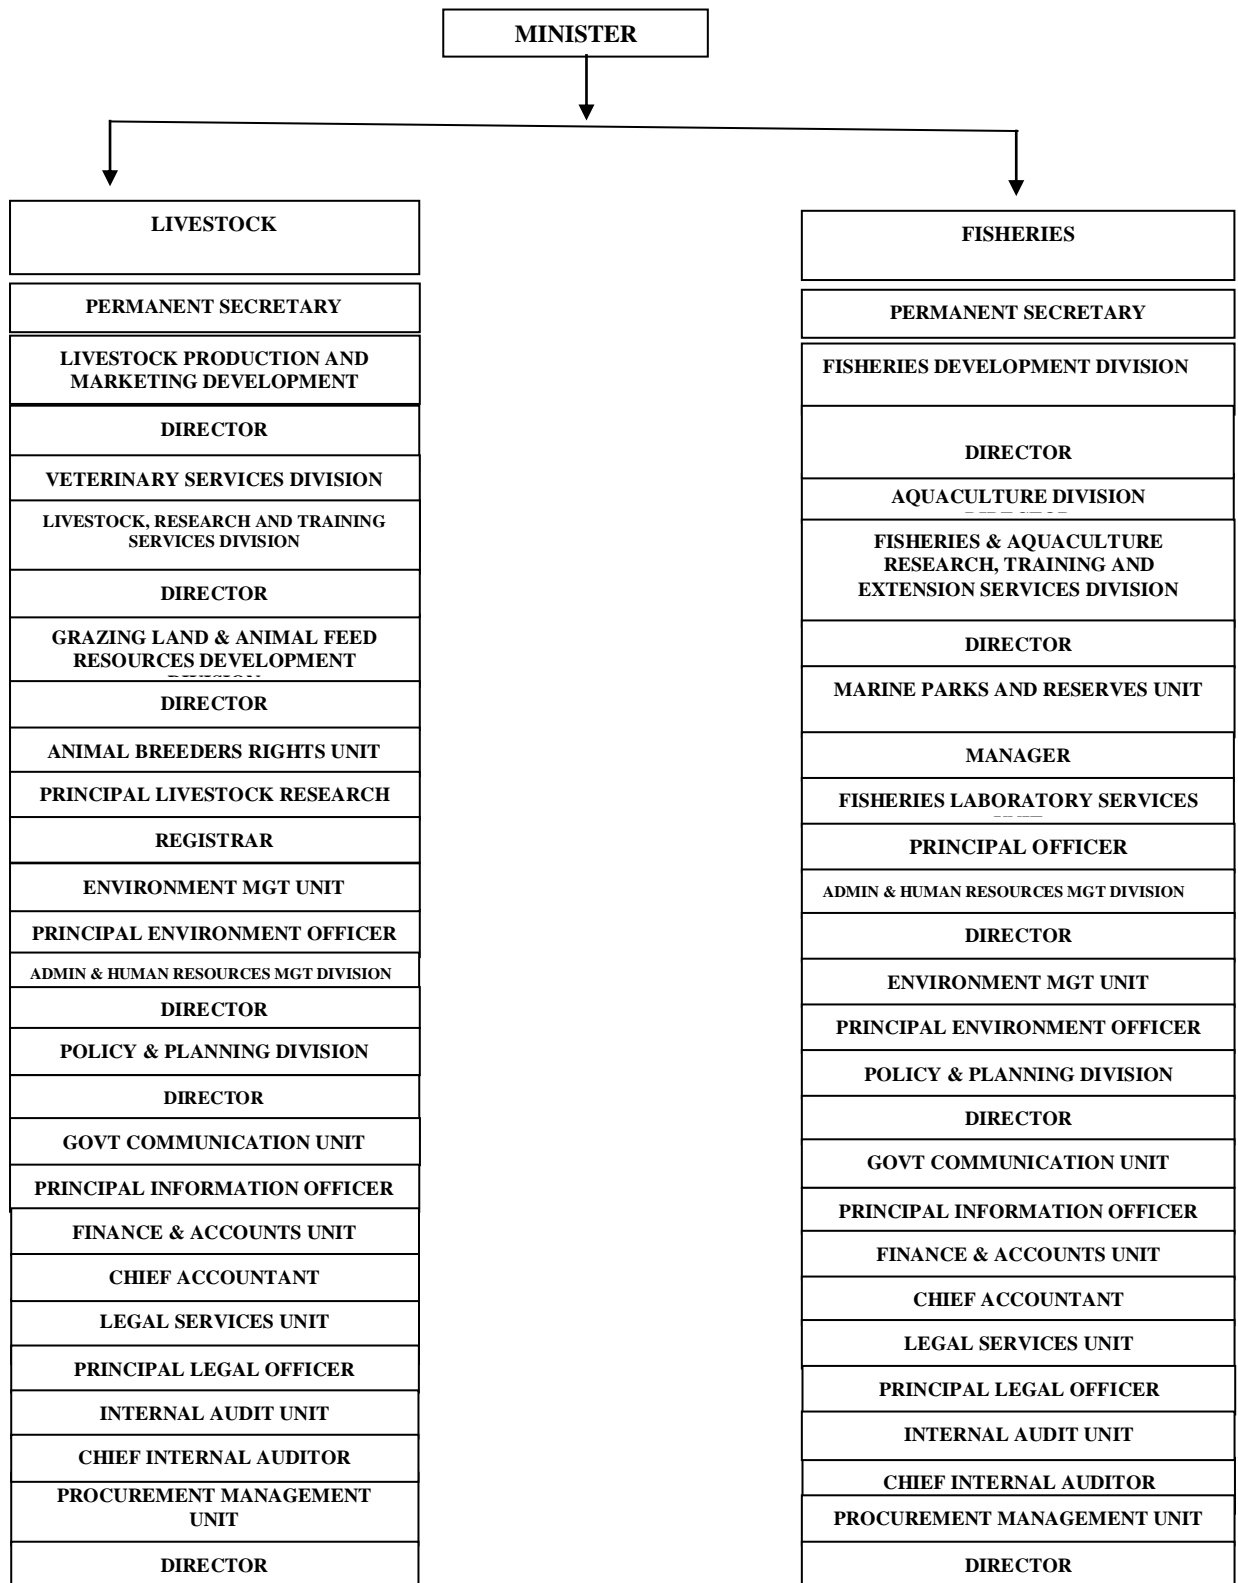 MINISTER
LIVESTOCK
PERMANENT SECRETARY
LIVESTOCK PRODUCTION AND
MARKETING DEVELOPMENT
DIRECTOR
VETERINARY SERVICES DIVISION
LIVESTOCK, RESEARCH AND TRAINING
SERVICES DIVISION
DIRECTOR
GRAZING LAND & ANIMAL FEED
RESOURCES DEVELOPMENT
DIRECTOR
ANIMAL BREEDERS RIGHTS UNIT
PRINCIPAL LIVESTOCK RESEARCH
REGISTRAR
ENVIRONMENT MGT UNIT
PRINCIPAL ENVIRONMENT OFFICER
ADMIN & HUMAN RESOURCES MGT DIVISION
DIRECTOR
POLICY & PLANNING DIVISION
DIRECTOR
GOVT COMMUNICATION UNIT
PRINCIPAL INFORMATION OFFICER
FINANCE & ACCOUNTS UNIT
CHIEF ACCOUNTANT
LEGAL SERVICES UNIT
PRINCIPAL LEGAL OFFICER
INTERNAL AUDIT UNIT
CHIEF INTERNAL AUDITOR
PROCUREMENT MANAGEMENT
UNIT
DIRECTOR
FISHERIES
PERMANENT SECRETARY
FISHERIES DEVELOPMENT DIVISION
DIRECTOR
AQUACULTURE DIVISION
FISHERIES & AQUACULTURE
RESEARCH, TRAINING AND
EXTENSION SERVICES DIVISION
DIRECTOR
MARINE PARKS AND RESERVES UNIT
MANAGER
FISHERIES LABORATORY SERVICES
PRINCIPAL OFFICER
ADMIN & HUMAN RESOURCES MGT DIVISION
DIRECTOR
ENVIRONMENT MGT UNIT
PRINCIPAL ENVIRONMENT OFFICER
POLICY & PLANNING DIVISION
DIRECTOR
GOVT COMMUNICATION UNIT
PRINCIPAL INFORMATION OFFICER
FINANCE & ACCOUNTS UNIT
CHIEF ACCOUNTANT
LEGAL SERVICES UNIT
PRINCIPAL LEGAL OFFICER
INTERNAL AUDIT UNIT
CHIEF INTERNAL AUDITOR
PROCUREMENT MANAGEMENT UNIT
DIRECTOR